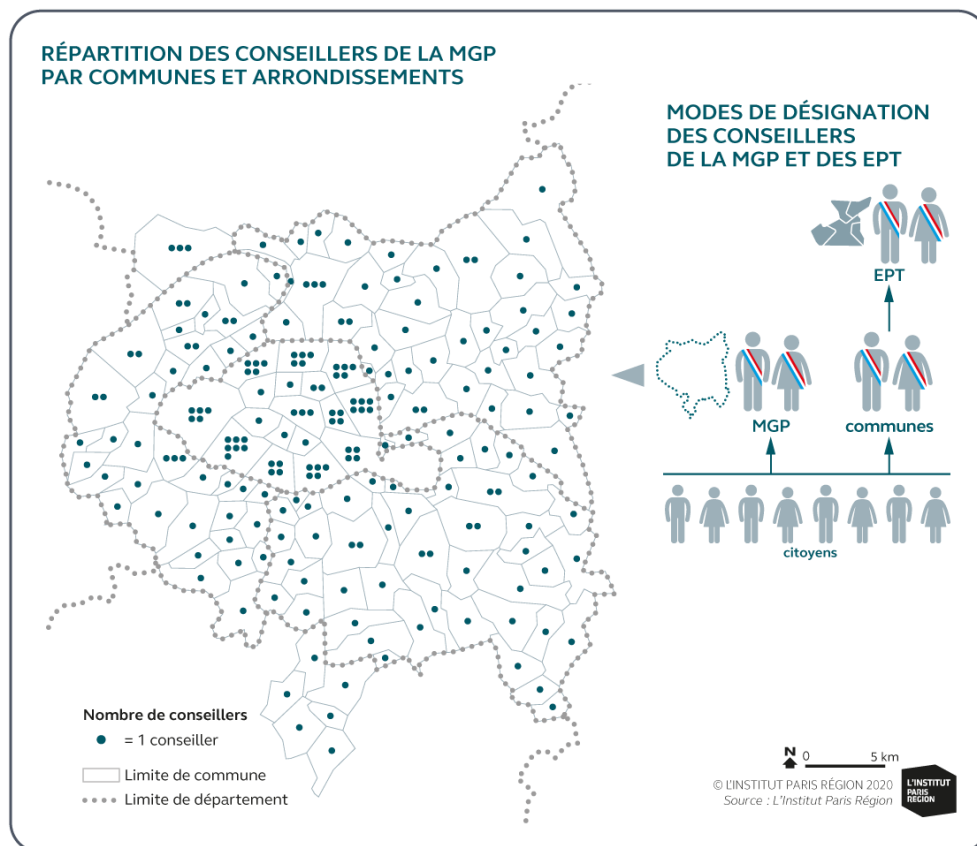 RÉPARTITION DES CONSEILLERS DE LA MGP
PAR COMMUNES ET ARRONDISSEMENTS
MODES DE DÉSIGNATION
DES CONSEILLERS
DE LA MGP ET DES EPT
EPT
MGP
communes
citoyens
Nombre de conseillers
= 1 conseiller
Limite de commune
Limite de département
N 0 5 km
© L'INSTITUT PARIS RÉGION 2020
Source : L'Institut Paris Région
L'INSTITUT
PARIS
RÉGION